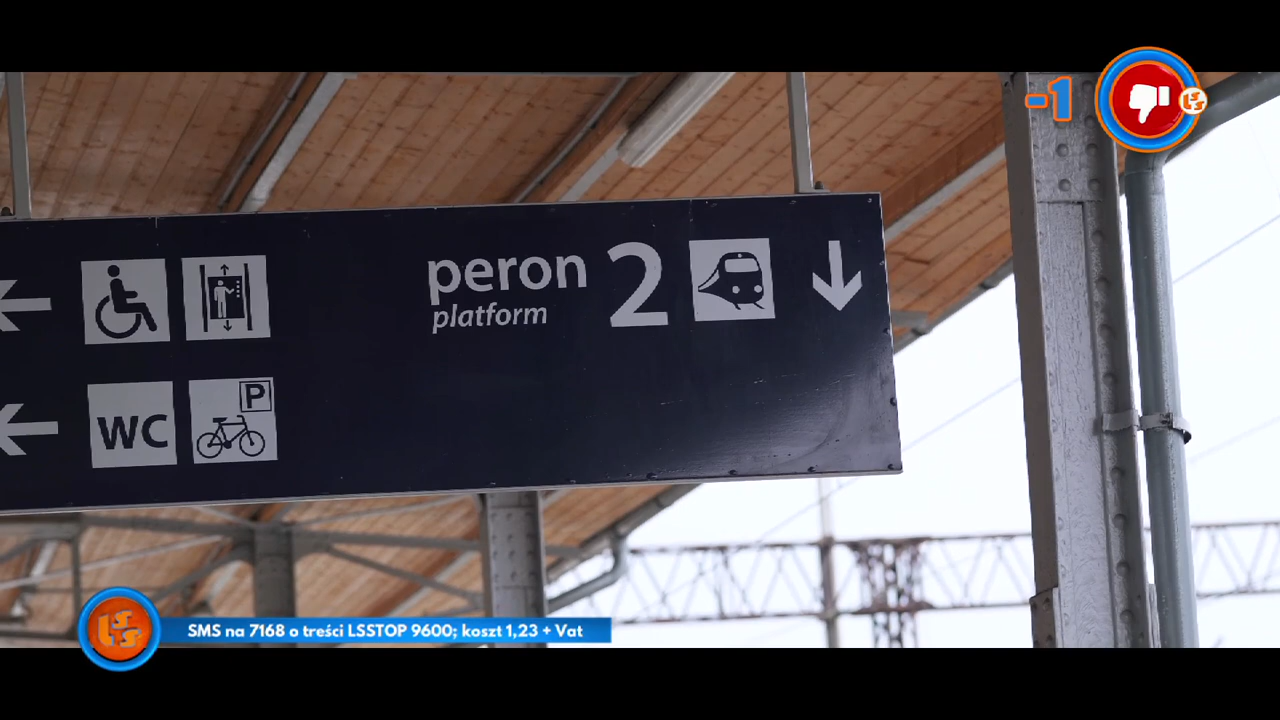 -1
peron 2
platform
P
WC
SMS na 7168 o treści LSSTOP 9600; koszt 1,23 + Vat